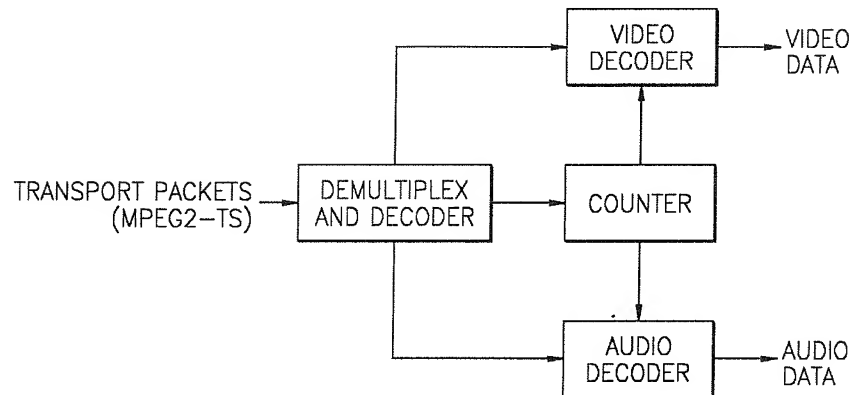 VIDEO
DECODER
VIDEO
DATA
TRANSPORT PACKETS
(MPEG2-TS)
DEMULTIPLEX
AND DECODER
COUNTER
AUDIO
DECODER
AUDIO
DATA